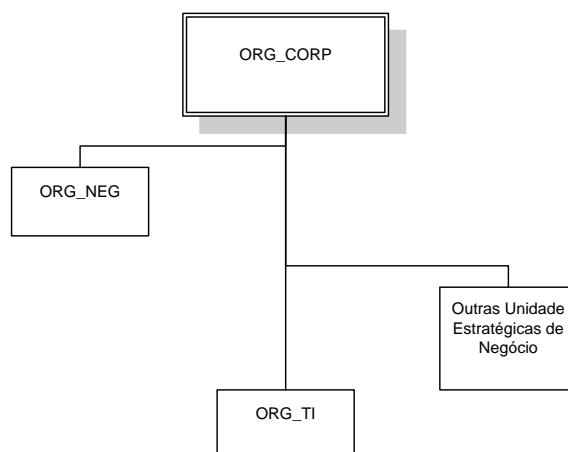 ORG_CORP
ORG_NEG
Outras Unidade
Estratégicas de
Negócio
ORG_TI